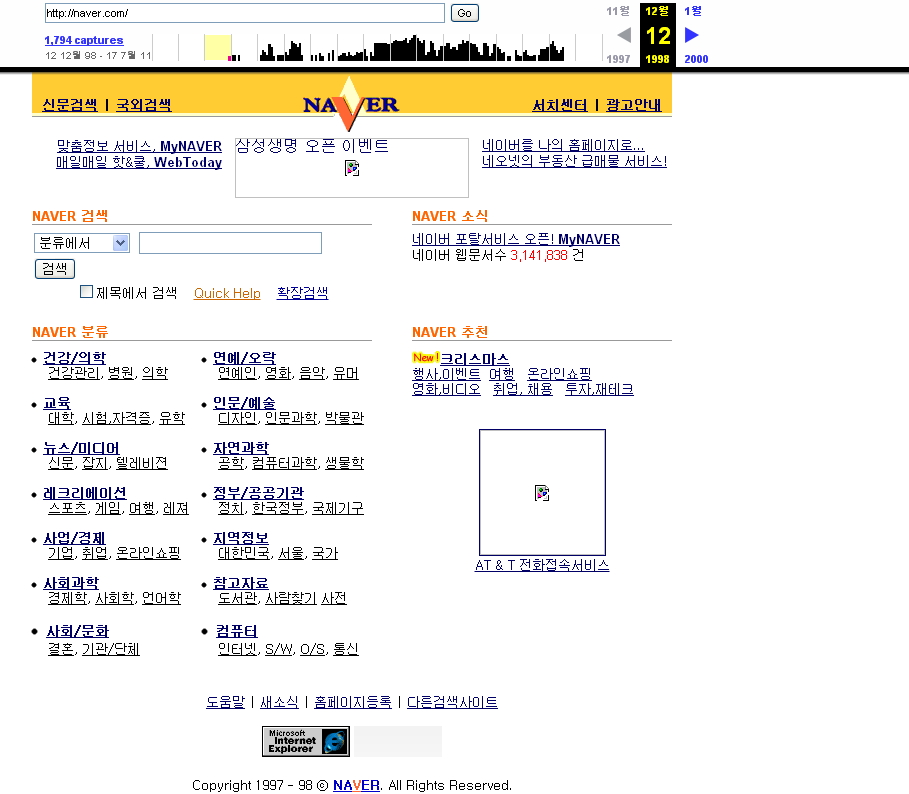 http://naver.com/ Go 11월 12월 1월
1,794 captures 12
12 12월 98 - 17 7월 11 1997 1998 2000
신문검색 | 국외검색 NAVER 서치센터 | 광고안내
맞춤정보 서비스, MyNAVER 삼성생명 오픈 이벤트 네이버를 나의 홈페이지로...
매일매일 핫&쿨, WebToday 네오넷의 부동산 급매물 서비스!
NAVER 검색 NAVER 소식
분류에서 네이버 포탈서비스 오픈! MyNAVER
네이버 웹문서수 3,141,838 건
검색
제목에서 검색 Quick Help 확장검색
NAVER 분류 NAVER 추천
건강/의학 연예/오락 New! 크리스마스
건강관리, 병원, 의학 연예인, 영화, 음악, 유머 행사,이벤트 여행 온라인쇼핑
영화,비디오 취업, 채용 투자,재테크
교육 인문/예술
대학, 시험,자격증, 유학 디자인, 인문과학, 박물관
뉴스/미디어 자연과학
신문, 잡지, 텔레비젼 공학, 컴퓨터과학, 생물학
레크리에이션 정부/공공기관
스포츠, 게임, 여행, 레져 정치, 한국정부, 국제기구
사업/경제 지역정보
기업, 취업, 온라인쇼핑 대한민국, 서울, 국가
AT & T 전화접속서비스
사회과학 참고자료
경제학, 사회학, 언어학 도서관, 사람찾기 사전
사회/문화 컴퓨터
결혼, 기관/단체 인터넷, S/W, O/S, 통신
도움말 | 새소식 | 홈페이지등록 | 다른검색사이트
Microsoft
Internet
Explorer
Copyright 1997 - 98 ⓒ NAVER. All Rights Reserved.